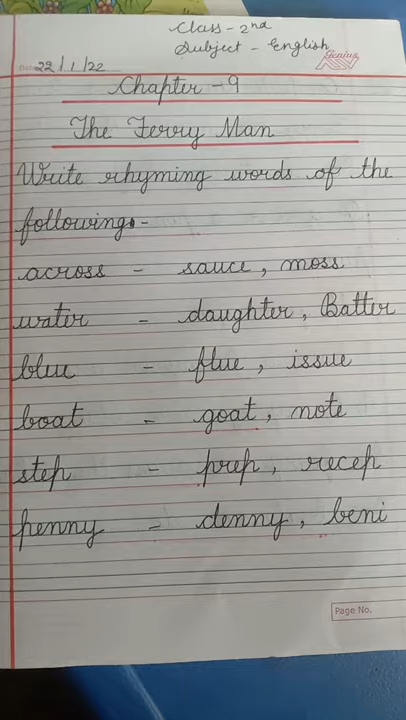 Class - 2nd
Subject - English
Genius
Date 22/1/22
Chapter - 9
The Ferry Man
Write rhyming words of the
following:-
across - sauce, moss
water - daughter, Batter
blue - flue, issue
boat - goat, note
step - prep, recep
penny - denny, beni
Page No.